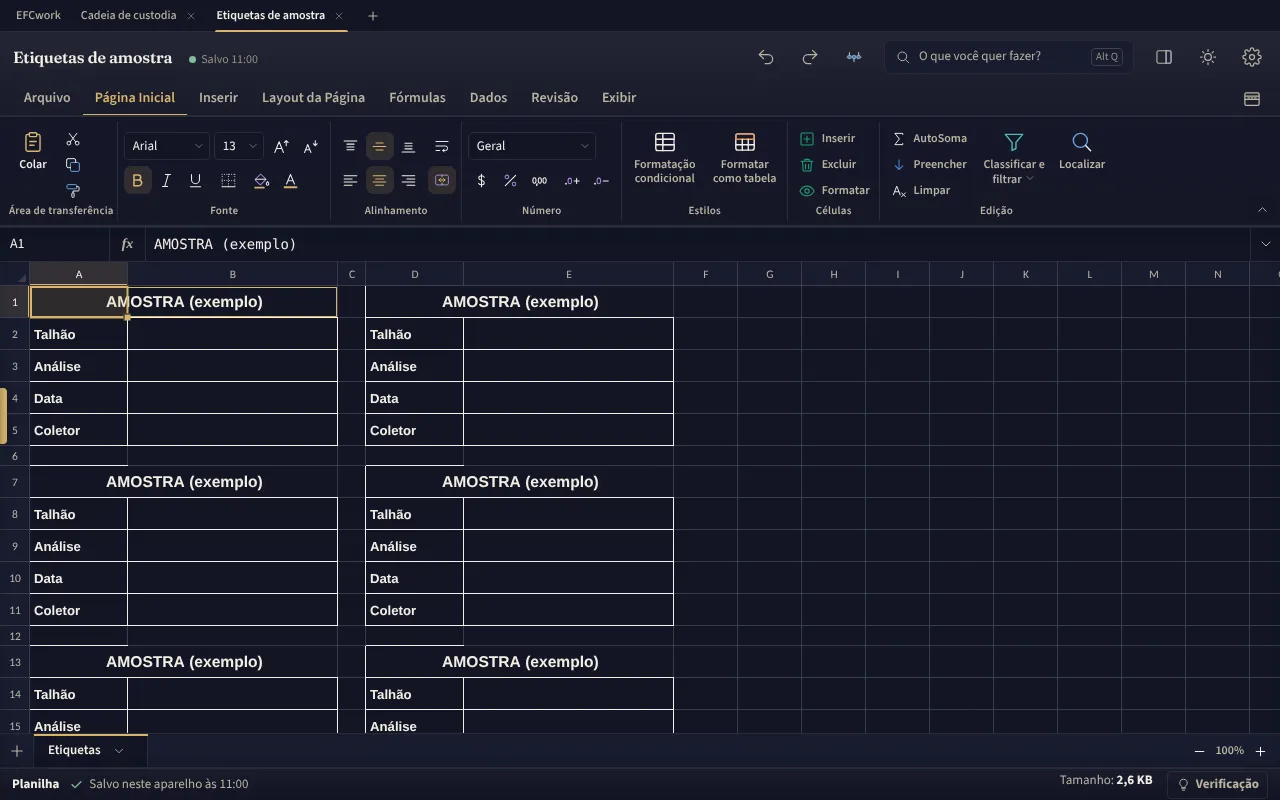 EFCwork Cadeia de custodia Etiquetas de amostra
Etiquetas de amostra Salvo 11:00 O que você quer fazer? Alt Q
Arquivo Página Inicial Inserir Layout da Página Fórmulas Dados Revisão Exibir
Colar Arial 13 Geral Formatação condicional Formatar como tabela Inserir Excluir Formatar AutoSoma Preencher Limpar Classificar e filtrar Localizar
B I U A $ % 000 .0+ .0–
Área de transferência Fonte Alinhamento Número Estilos Células Edição
A1 fx AMOSTRA (exemplo)
A B C D E F G H I J K L M N
1 AMOSTRA (exemplo) AMOSTRA (exemplo)
2 Talhão Talhão
3 Análise Análise
4 Data Data
5 Coletor Coletor
6
7 AMOSTRA (exemplo) AMOSTRA (exemplo)
8 Talhão Talhão
9 Análise Análise
10 Data Data
11 Coletor Coletor
12
13 AMOSTRA (exemplo) AMOSTRA (exemplo)
14 Talhão Talhão
15 Análise Análise
Etiquetas 100%
Planilha Salvo neste aparelho às 11:00 Tamanho: 2,6 KB Verificação